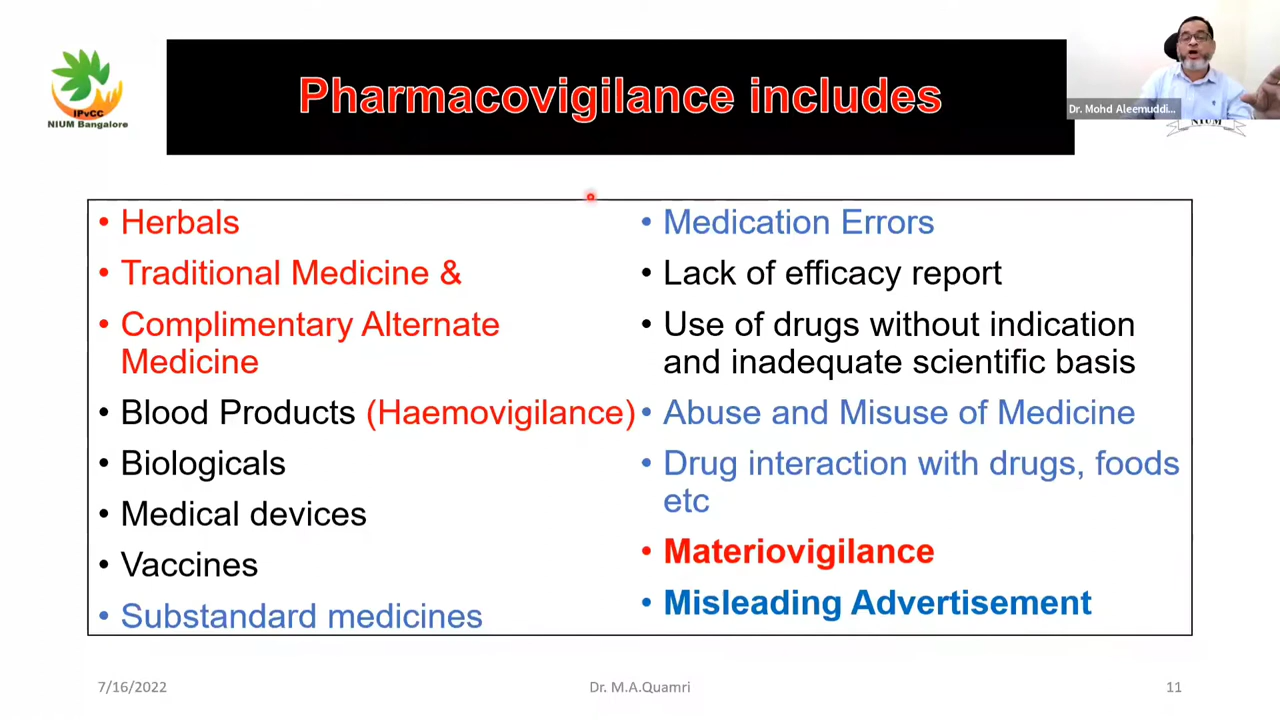 Pharmacovigilance includes
IPvCC
NIUM Bangalore
Dr. Mohd Aleemuddi...
NIUM
• Herbals
• Traditional Medicine &
• Complimentary Alternate
Medicine
• Blood Products (Haemovigilance)
• Biologicals
• Medical devices
• Vaccines
• Substandard medicines
• Medication Errors
• Lack of efficacy report
• Use of drugs without indication
and inadequate scientific basis
• Abuse and Misuse of Medicine
• Drug interaction with drugs, foods
etc
• Materiovigilance
• Misleading Advertisement
7/16/2022
Dr. M.A.Quamri
11